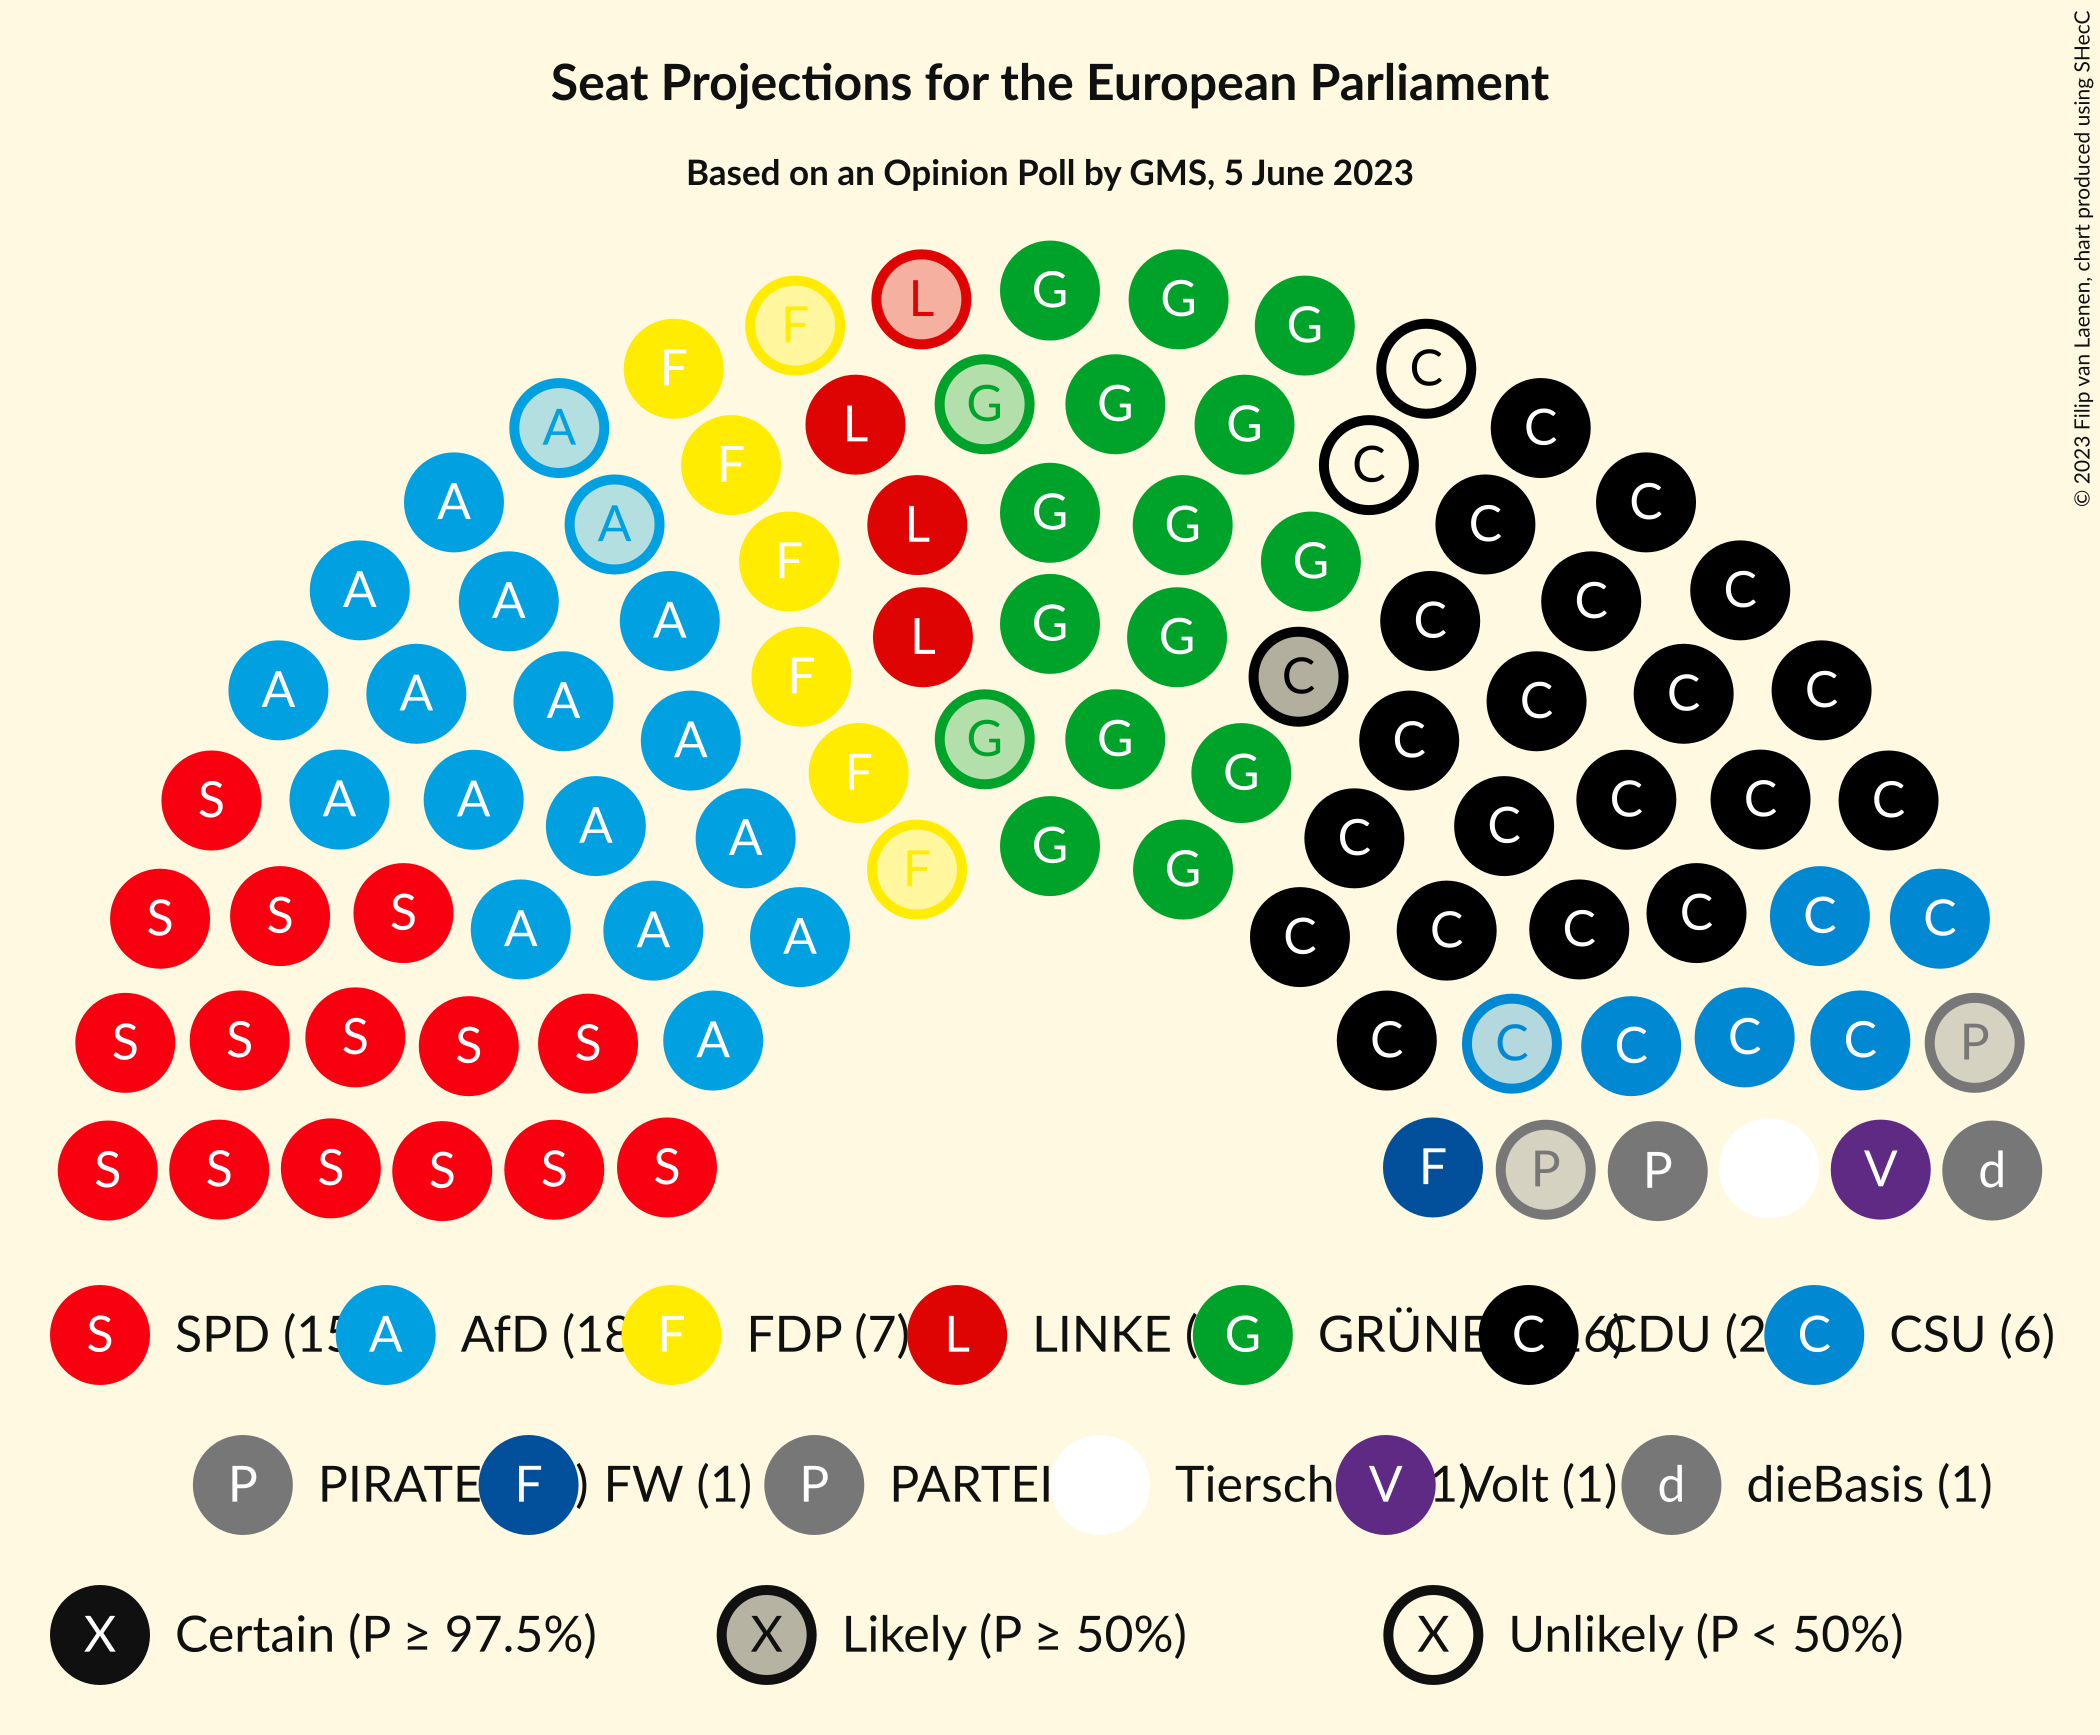 Seat Projections for the European Parliament
Based on an Opinion Poll by GMS, 5 June 2023
© 2023 Filip van Laenen, chart produced using SHecC
G
L G G
F G
F G C
L G G C
A F C
F C
A L G G C
A A C C
F G
A A C C
A L G G C
A F C C
A A C C
A A G G G C C
F G
S A A A C C C
A A G G C C
F G
S S S A A A C C C C C C
S S S S S A C C C C C P
S S S S S S F P P V d
S SPD (15 A AfD (18 F FDP (7) L LINKE ( G GRÜNE C 6) CDU (2 C CSU (6)
P PIRATE F ) FW (1) P PARTEI Tiersch V 1) Volt (1) d dieBasis (1)
X Certain (P ≥ 97.5%) X Likely (P ≥ 50%) X Unlikely (P < 50%)